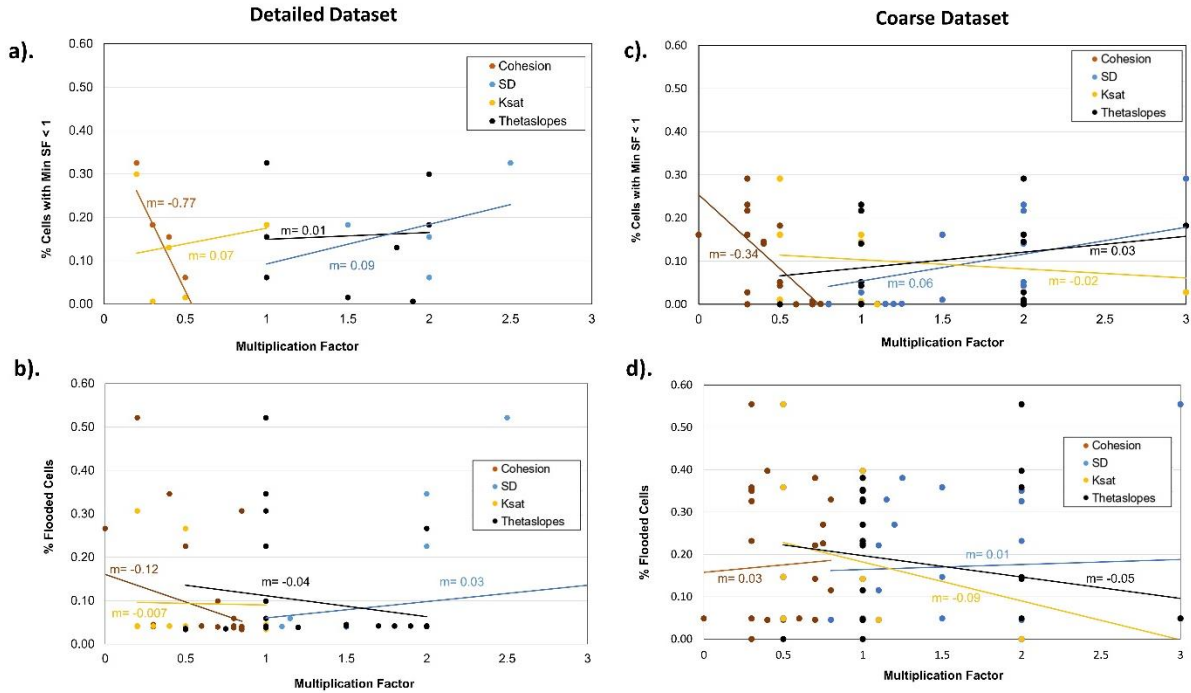 Detailed Dataset
a).
0.60
0.50
0.40
0.30
0.20
0.10
0.00
% Cells with Min SF < 1
Cohesion
SD
Ksat
Thetaslopes
m= -0.77
m= 0.07
m= 0.01
m= 0.09
0 0.5 1 1.5 2 2.5 3
Multiplication Factor
b).
0.60
0.50
0.40
0.30
0.20
0.10
0.00
% Flooded Cells
Cohesion
SD
Ksat
Thetaslopes
m= -0.12
m= -0.007
m= -0.04
m= 0.03
0 0.5 1 1.5 2 2.5 3
Multiplication Factor
Coarse Dataset
c).
0.60
0.50
0.40
0.30
0.20
0.10
0.00
% Cells with Min SF < 1
Cohesion
SD
Ksat
Thetaslopes
m= -0.34
m= 0.06
m= 0.03
m= -0.02
0 0.5 1 1.5 2 2.5 3
Multiplication Factor
d).
0.60
0.50
0.40
0.30
0.20
0.10
0.00
% Flooded Cells
Cohesion
SD
Ksat
Thetaslopes
m= 0.03
m= 0.01
m= -0.05
m= -0.09
0 0.5 1 1.5 2 2.5 3
Multiplication Factor